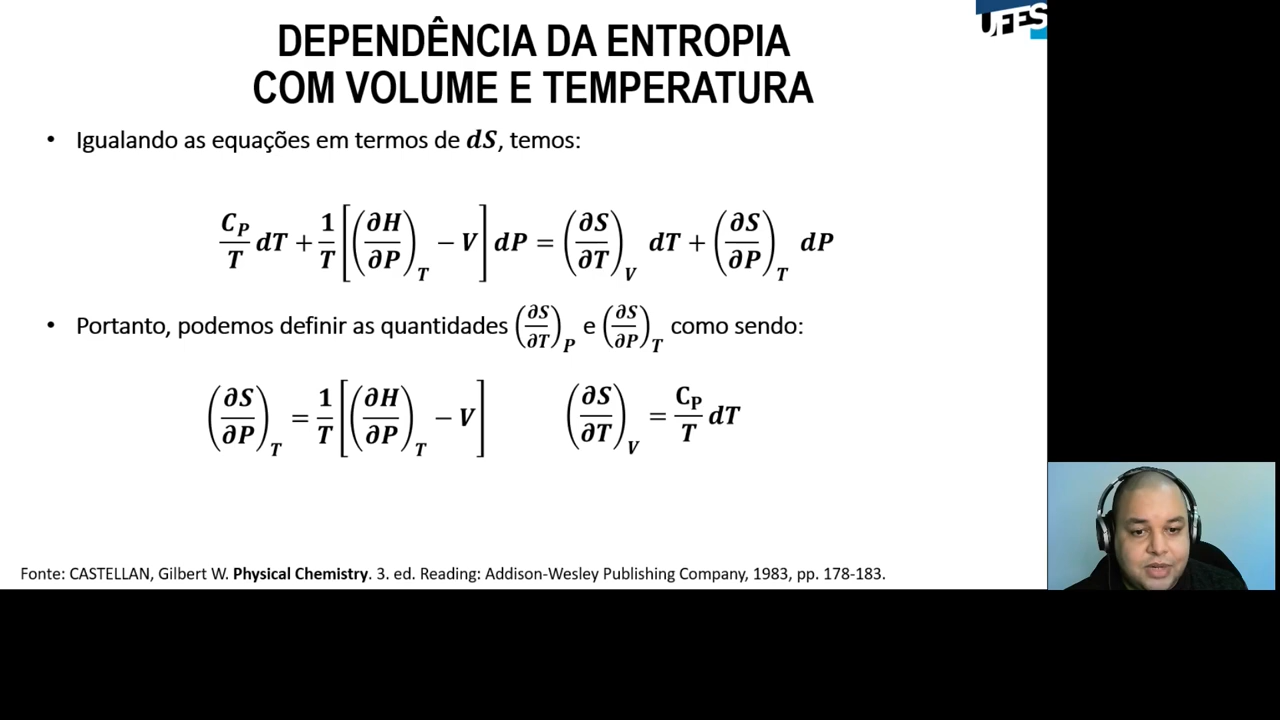 UFES
DEPENDÊNCIA DA ENTROPIA
COM VOLUME E TEMPERATURA
• Igualando as equações em termos de dS, temos:
C_P/T dT + 1/T [(∂H/∂P)_T − V] dP = (∂S/∂T)_V dT + (∂S/∂P)_T dP
• Portanto, podemos definir as quantidades (∂S/∂T)_P e (∂S/∂P)_T como sendo:
(∂S/∂P)_T = 1/T [(∂H/∂P)_T − V] (∂S/∂T)_V = C_P/T dT
Fonte: CASTELLAN, Gilbert W. Physical Chemistry. 3. ed. Reading: Addison-Wesley Publishing Company, 1983, pp. 178-183.